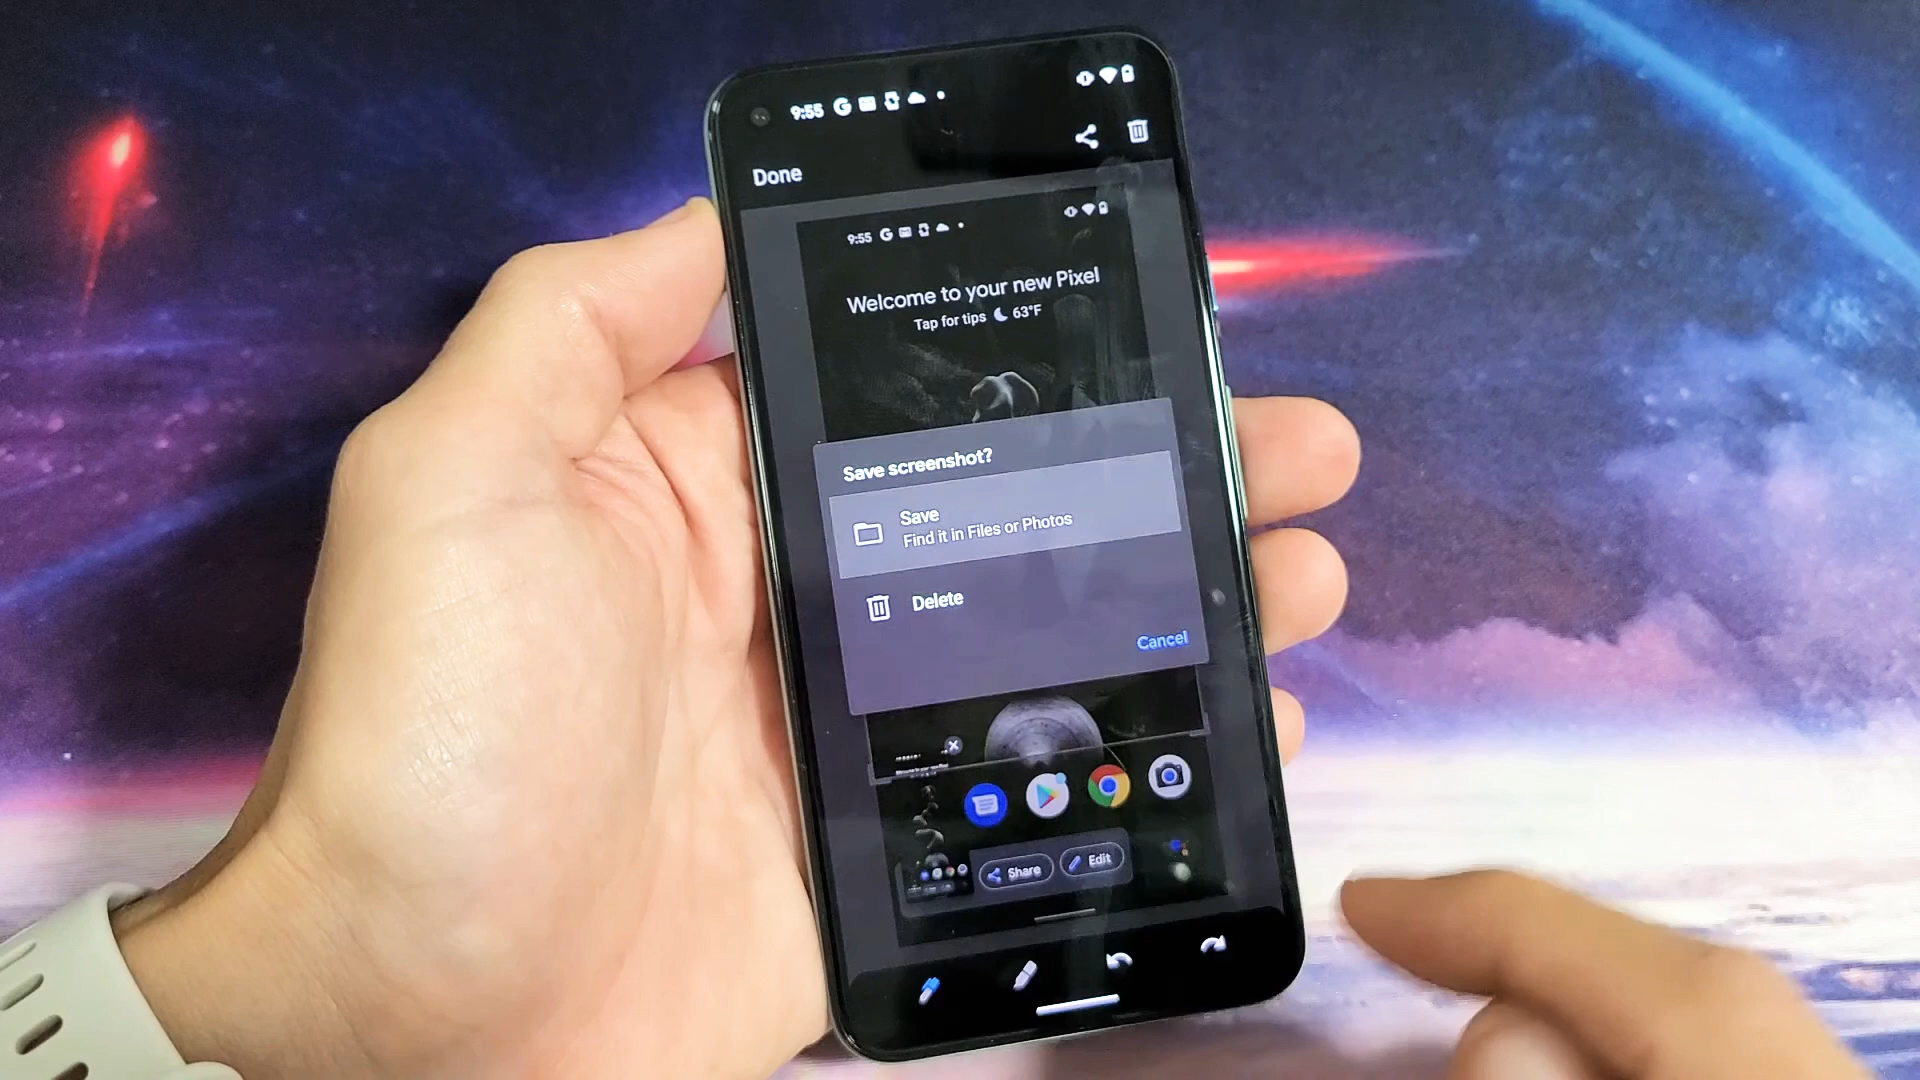 9:55
Done
9:55
Welcome to your new Pixel
Tap for tips 63°F
Save screenshot?
Save
Find it in Files or Photos
Delete
Cancel
Share
Edit